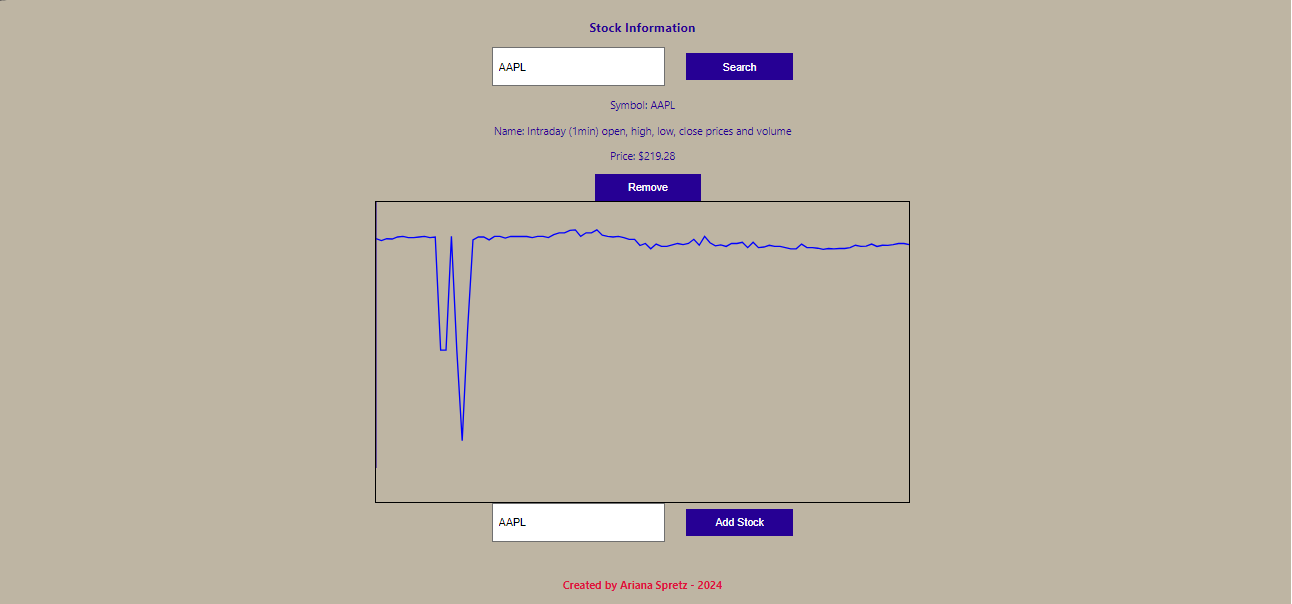 Stock Information
AAPL
Search
Symbol: AAPL
Name: Intraday (1min) open, high, low, close prices and volume
Price: $219.28
Remove
AAPL
Add Stock
Created by Ariana Spretz - 2024